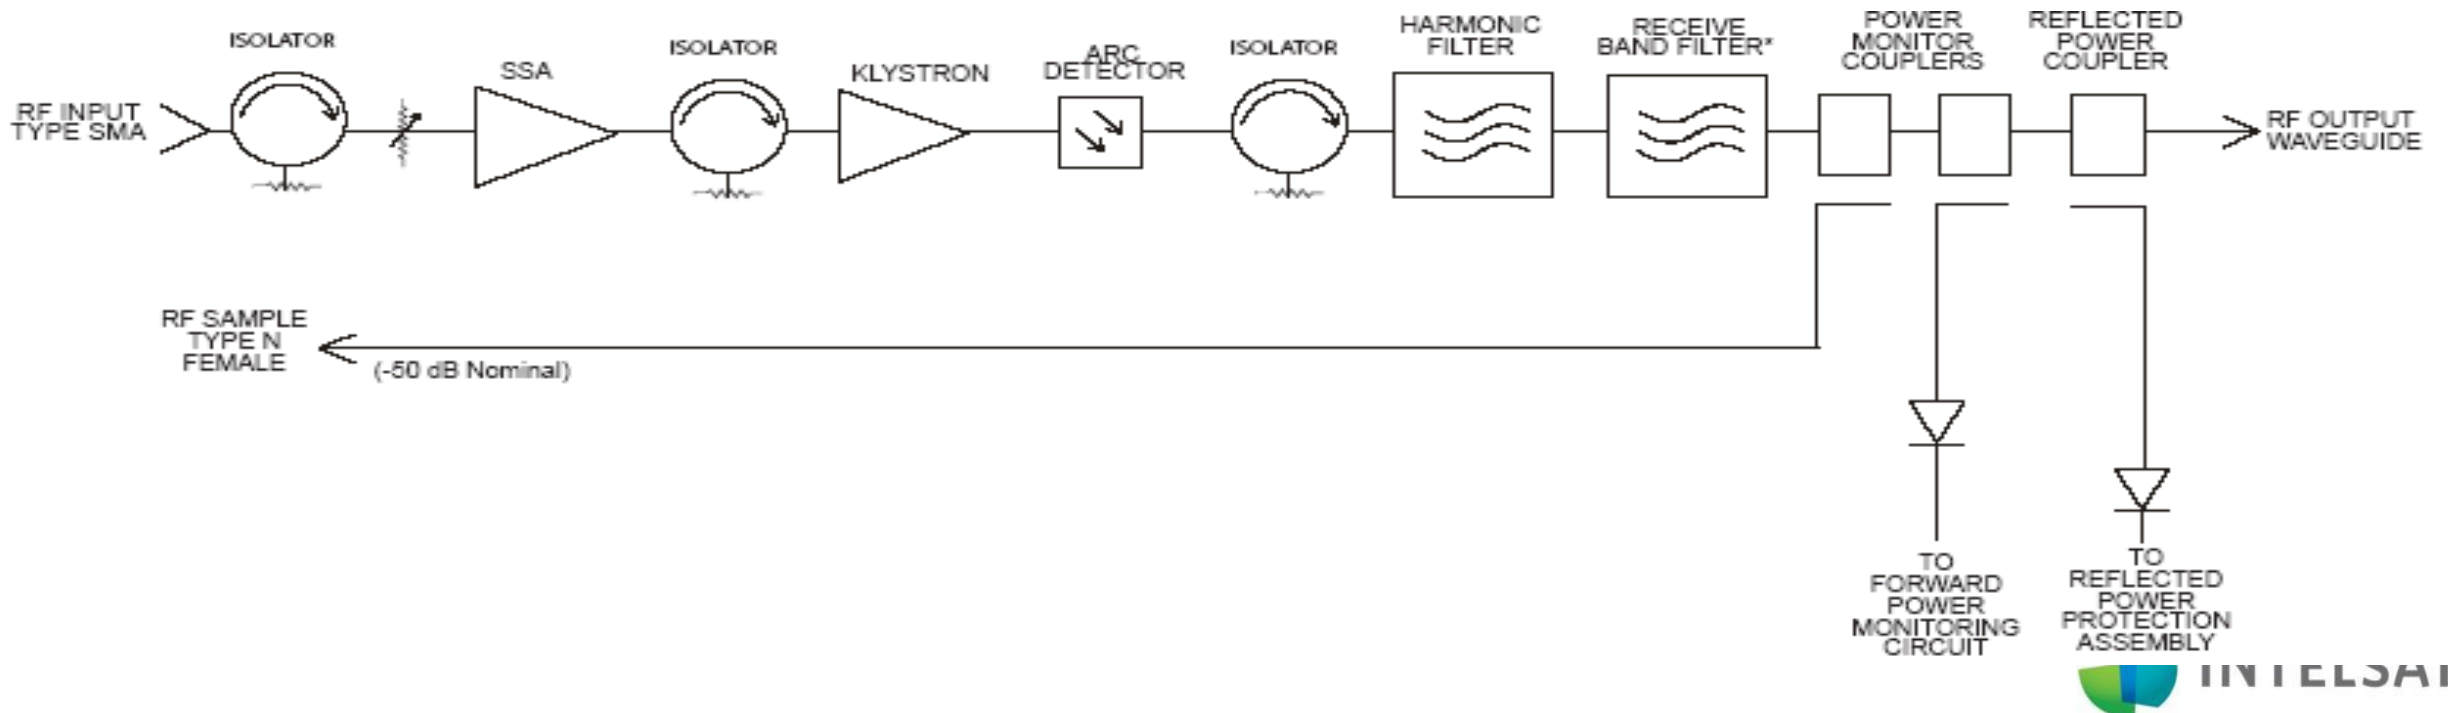 ISOLATOR
SSA
ISOLATOR
KLYSTRON
ARC
DETECTOR
ISOLATOR
HARMONIC
FILTER
RECEIVE
BAND FILTER*
POWER
MONITOR
COUPLERS
REFLECTED
POWER
COUPLER
RF INPUT
TYPE SMA
RF OUTPUT
WAVEGUIDE
RF SAMPLE
TYPE N
FEMALE
(-50 dB Nominal)
TO
FORWARD
POWER
MONITORING
CIRCUIT
TO
REFLECTED
POWER
PROTECTION
ASSEMBLY
INTELSAT